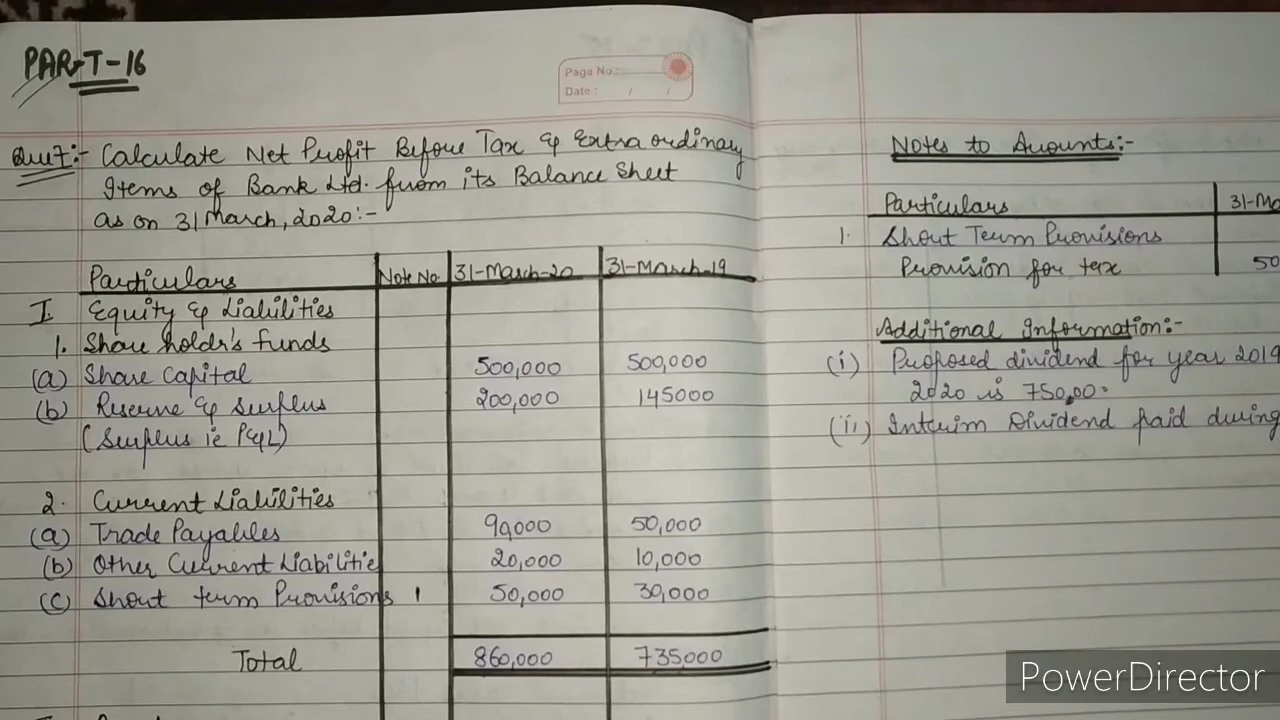 PART-16
Page No.:
Date : / /
Que 7:- Calculate Net Profit Before Tax & Extra ordinary
Items of Bank Ltd. from its Balance Sheet
as on 31 March, 2020:-
Particulars Note No. 31-March-20 31-March-19
I. Equity & Liabilities
1. Share holdr's funds
(a) Share Capital 500,000 500,000
(b) Reserve & Surplus 200,000 145000
(Surplus ie P&L)
2. Current Liabilities
(a) Trade Payables 90,000 50,000
(b) Other Current Liabilitie 20,000 10,000
(c) Short term Provisions 1 50,000 30,000
Total 860,000 735000
Notes to Accounts:-
Particulars 31-Ma
1. Short Term Provisions
Provision for tax 50
Additional Information:-
(i) Proposed dividend for year 2019
2020 is 750,00.
(ii) Interim Dividend paid during
PowerDirector